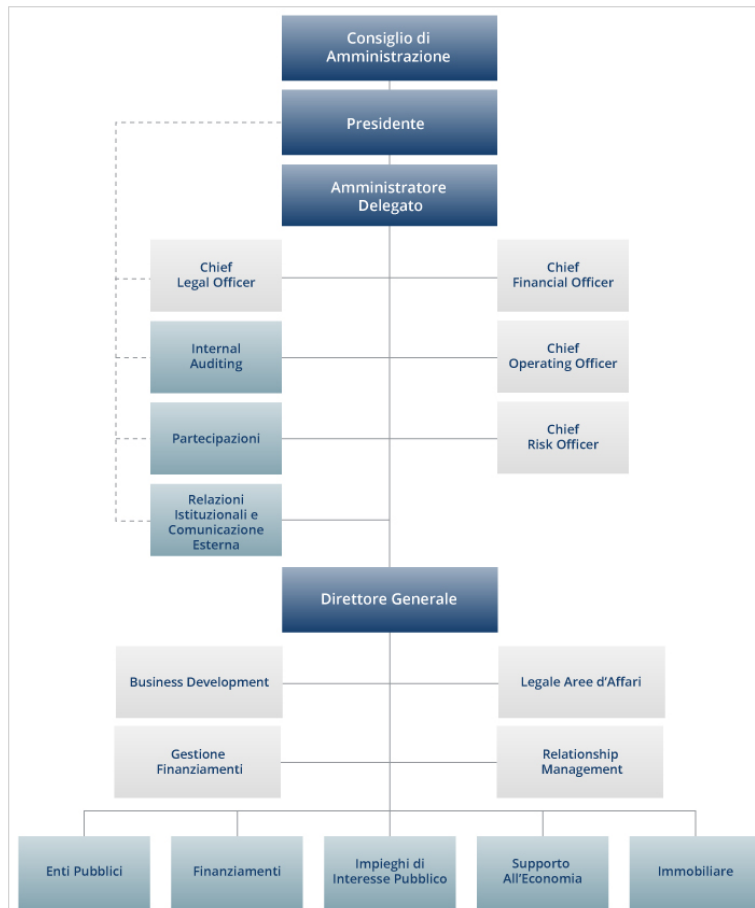 Consiglio di
Amministrazione
Presidente
Amministratore
Delegato
Chief
Legal Officer
Chief
Financial Officer
Internal
Auditing
Chief
Operating Officer
Partecipazioni
Chief
Risk Officer
Relazioni
Istituzionali e
Comunicazione
Esterna
Direttore Generale
Business Development
Legale Aree d'Affari
Gestione
Finanziamenti
Relationship
Management
Enti Pubblici
Finanziamenti
Impieghi di
Interesse Pubblico
Supporto
All'Economia
Immobiliare